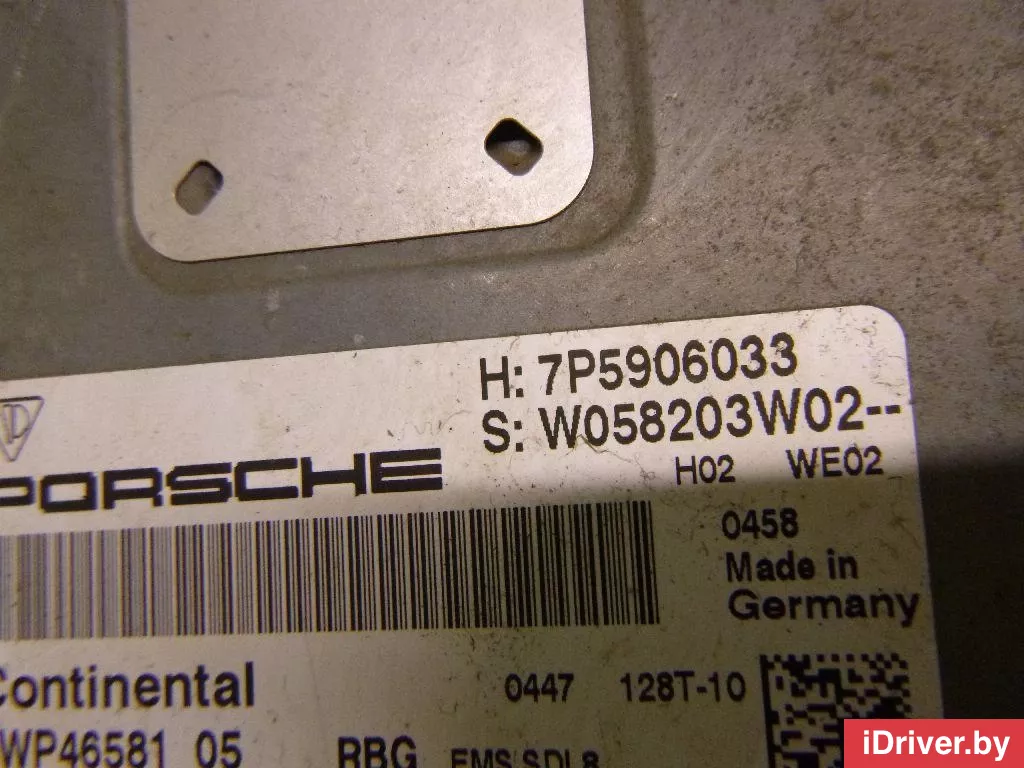 H: 7P5906033
S: W058203W02--
H02 WE02
PORSCHE
0458
Made in
Germany
Continental 0447 128T-10
WP46581 05 RBG EMS SDI 8
iDriver.by